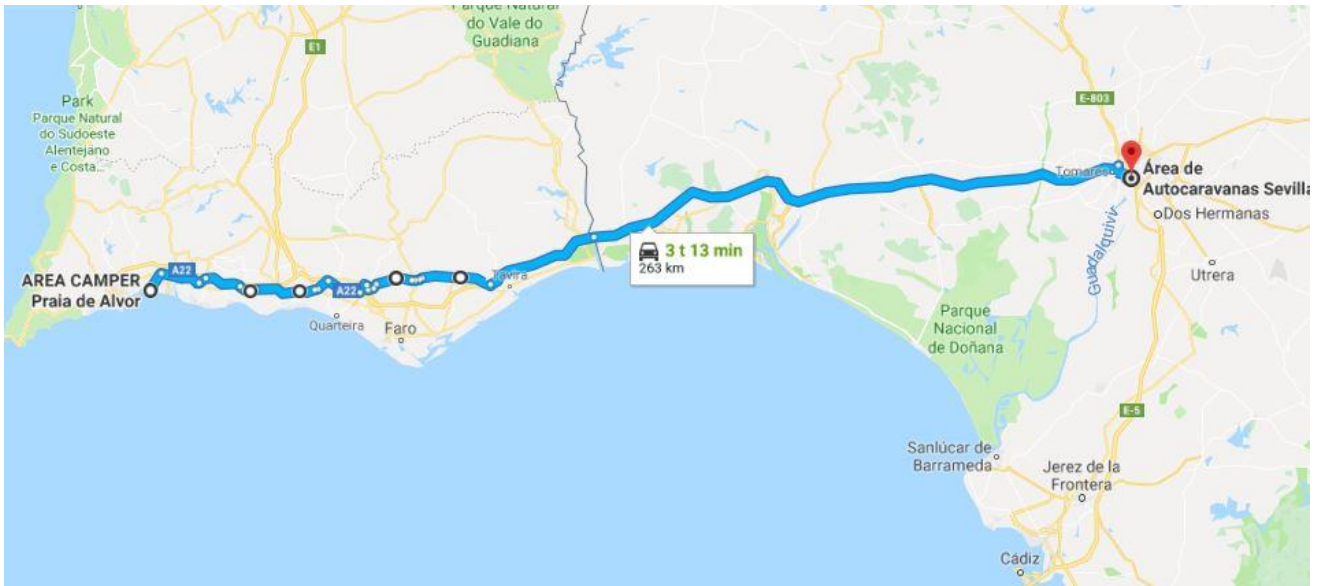 Parque Natural
do Vale do
Guadiana
E1
E-803
Park
Parque Natural
do Sudoeste
Alentejano
e Costa...
Tomares
Área de
Autocaravanas Sevilla
Dos Hermanas
Guadalquivir
3 t 13 min
263 km
Utrera
AREA CAMPER
Praia de Alvor
A22
A22
Tavira
Quarteira
Faro
Parque
Nacional
de Doñana
E-5
Sanlúcar de
Barrameda
Jerez de la
Frontera
Cádiz